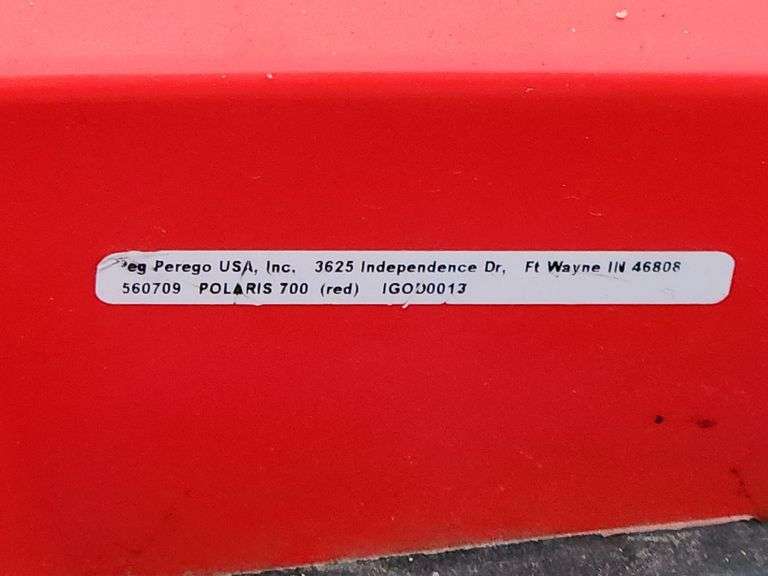 Peg Perego USA, Inc. 3625 Independence Dr, Ft Wayne IN 46808
560709 POLARIS 700 (red) IGOD0013